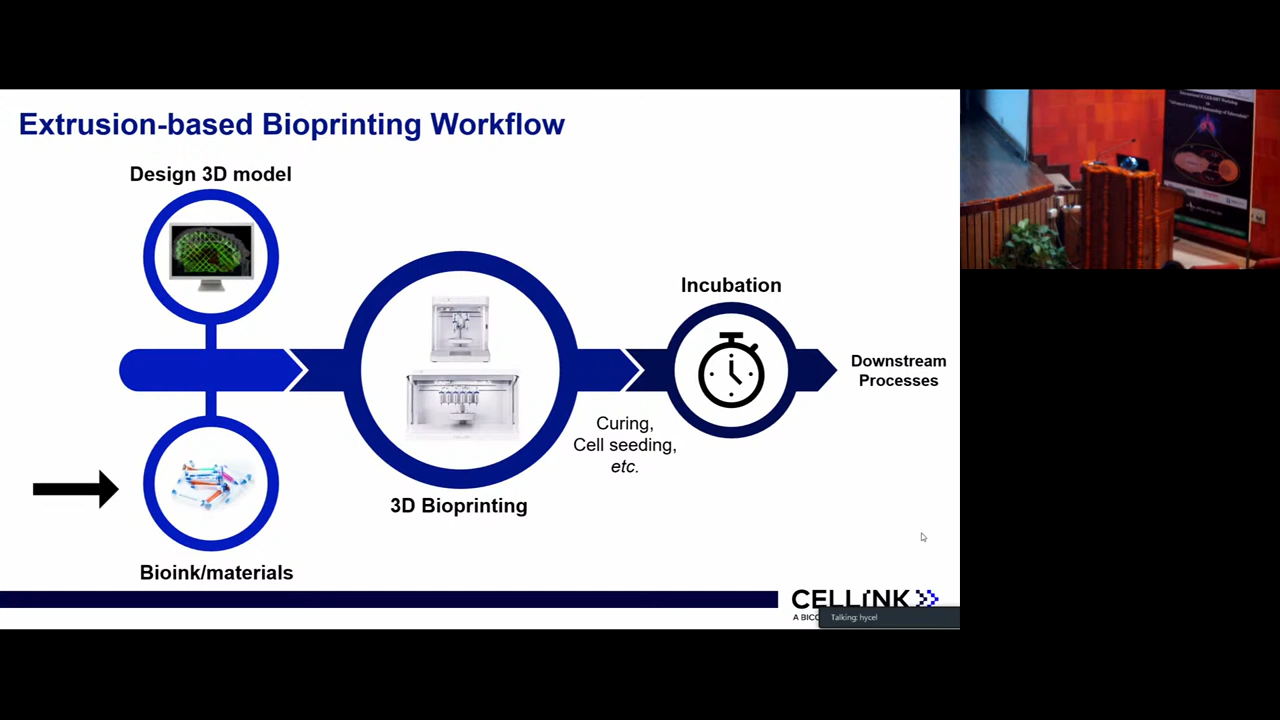 Extrusion-based Bioprinting Workflow
Design 3D model
Incubation
Downstream
Processes
Curing,
Cell seeding,
etc.
3D Bioprinting
Bioink/materials
CELLINK
A BICO
Talking: hycel